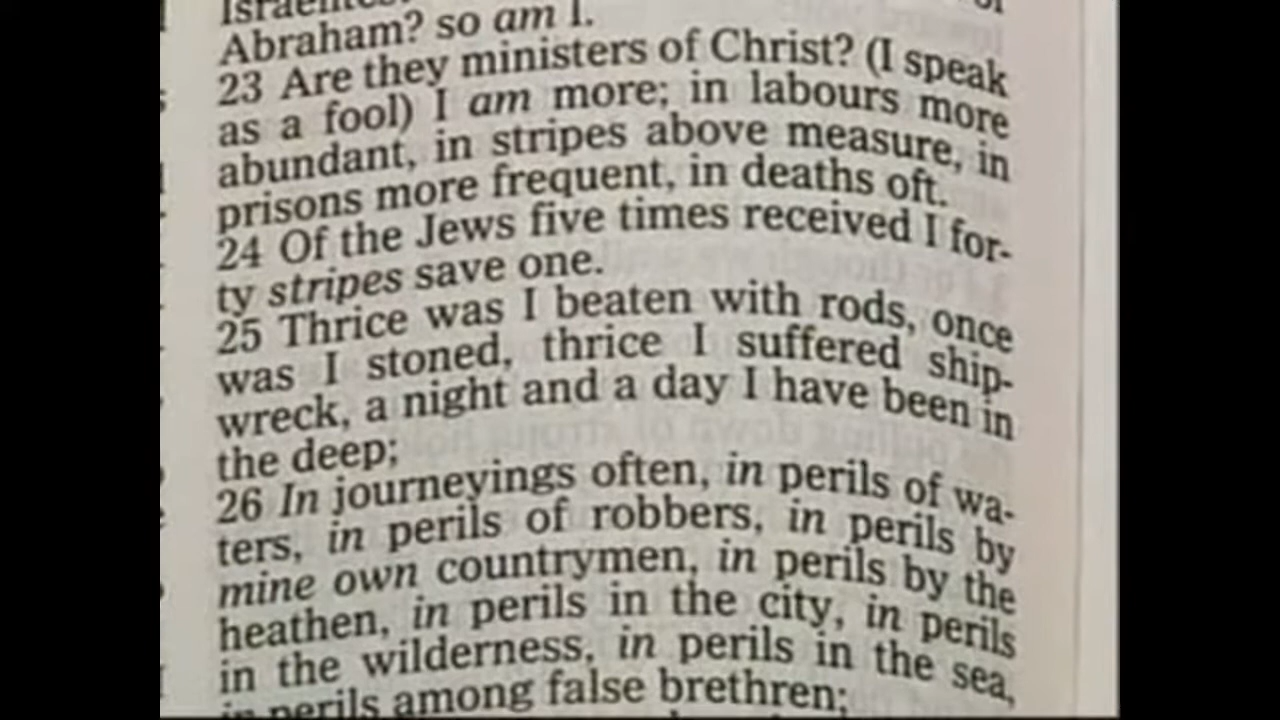 Abraham? so am I.
23 Are they ministers of Christ? (I speak
as a fool) I am more; in labours more
abundant, in stripes above measure, in
prisons more frequent, in deaths oft.
24 Of the Jews five times received I for-
ty stripes save one.
25 Thrice was I beaten with rods, once
was I stoned, thrice I suffered ship-
wreck, a night and a day I have been in
the deep;
26 In journeyings often, in perils of wa-
ters, in perils of robbers, in perils by
mine own countrymen, in perils by the
heathen, in perils in the city, in perils
in the wilderness, in perils in the sea,
in perils among false brethren;